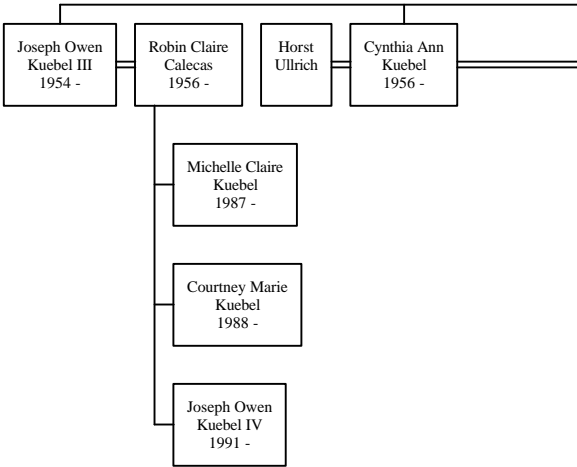 Joseph Owen
Kuebel III
1954 -
Robin Claire
Calecas
1956 -
Horst
Ullrich
Cynthia Ann
Kuebel
1956 -
Michelle Claire
Kuebel
1987 -
Courtney Marie
Kuebel
1988 -
Joseph Owen
Kuebel IV
1991 -